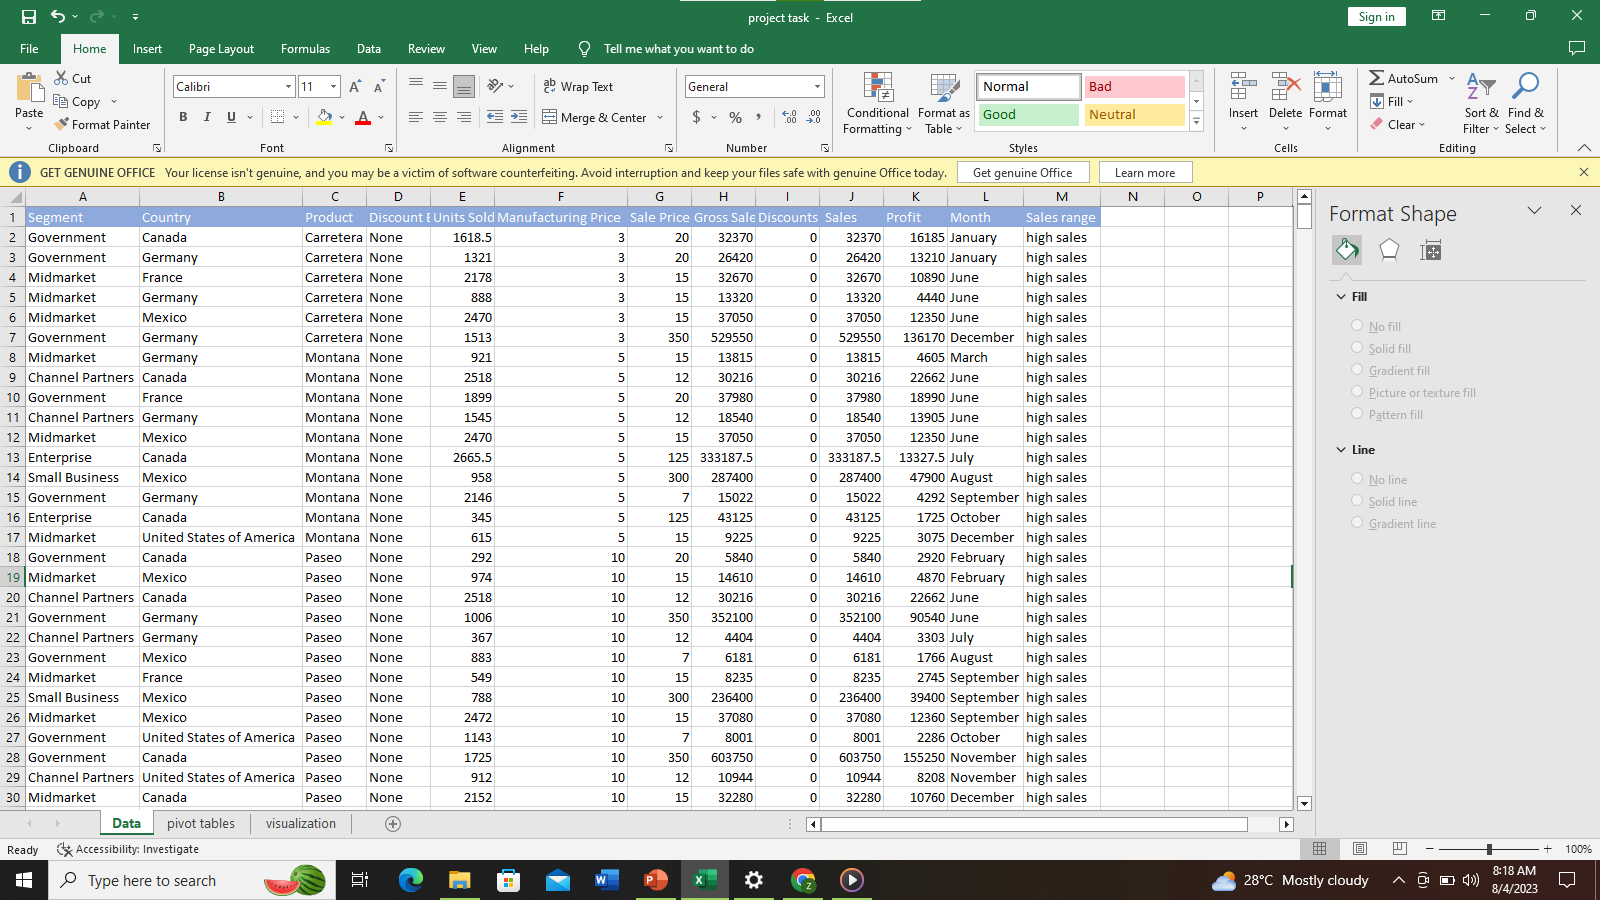 project task - Excel
Sign in
File Home Insert Page Layout Formulas Data Review View Help Tell me what you want to do
Paste
Cut
Copy
Format Painter
Clipboard
Calibri 11
B I U
Font
Wrap Text
Merge & Center
Alignment
General
$ % ,
Number
Conditional Formatting
Format as Table
Normal Bad
Good Neutral
Styles
Insert Delete Format
Cells
AutoSum
Fill
Clear
Sort & Filter
Find & Select
Editing
GET GENUINE OFFICE Your license isn't genuine, and you may be a victim of software counterfeiting. Avoid interruption and keep your files safe with genuine Office today. Get genuine Office Learn more
A B C D E F G H I J K L M N O P
1 Segment Country Product Discount Units Sold Manufacturing Price Sale Price Gross Sale Discounts Sales Profit Month Sales range
2 Government Canada Carretera None 1618.5 3 20 32370 0 32370 16185 January high sales
3 Government Germany Carretera None 1321 3 20 26420 0 26420 13210 January high sales
4 Midmarket France Carretera None 2178 3 15 32670 0 32670 10890 June high sales
5 Midmarket Germany Carretera None 888 3 15 13320 0 13320 4440 June high sales
6 Midmarket Mexico Carretera None 2470 3 15 37050 0 37050 12350 June high sales
7 Government Germany Carretera None 1513 3 350 529550 0 529550 136170 December high sales
8 Midmarket Germany Montana None 921 5 15 13815 0 13815 4605 March high sales
9 Channel Partners Canada Montana None 2518 5 12 30216 0 30216 22662 June high sales
10 Government France Montana None 1899 5 20 37980 0 37980 18990 June high sales
11 Channel Partners Germany Montana None 1545 5 12 18540 0 18540 13905 June high sales
12 Midmarket Mexico Montana None 2470 5 15 37050 0 37050 12350 June high sales
13 Enterprise Canada Montana None 2665.5 5 125 333187.5 0 333187.5 13327.5 July high sales
14 Small Business Mexico Montana None 958 5 300 287400 0 287400 47900 August high sales
15 Government Germany Montana None 2146 5 7 15022 0 15022 4292 September high sales
16 Enterprise Canada Montana None 345 5 125 43125 0 43125 1725 October high sales
17 Midmarket United States of America Montana None 615 5 15 9225 0 9225 3075 December high sales
18 Government Canada Paseo None 292 10 20 5840 0 5840 2920 February high sales
19 Midmarket Mexico Paseo None 974 10 15 14610 0 14610 4870 February high sales
20 Channel Partners Canada Paseo None 2518 10 12 30216 0 30216 22662 June high sales
21 Government Germany Paseo None 1006 10 350 352100 0 352100 90540 June high sales
22 Channel Partners Germany Paseo None 367 10 12 4404 0 4404 3303 July high sales
23 Government Mexico Paseo None 883 10 7 6181 0 6181 1766 August high sales
24 Midmarket France Paseo None 549 10 15 8235 0 8235 2745 September high sales
25 Small Business Mexico Paseo None 788 10 300 236400 0 236400 39400 September high sales
26 Midmarket Mexico Paseo None 2472 10 15 37080 0 37080 12360 September high sales
27 Government United States of America Paseo None 1143 10 7 8001 0 8001 2286 October high sales
28 Government Canada Paseo None 1725 10 350 603750 0 603750 155250 November high sales
29 Channel Partners United States of America Paseo None 912 10 12 10944 0 10944 8208 November high sales
30 Midmarket Canada Paseo None 2152 10 15 32280 0 32280 10760 December high sales
Format Shape
Fill
No fill
Solid fill
Gradient fill
Picture or texture fill
Pattern fill
Line
No line
Solid line
Gradient line
Data pivot tables visualization
Ready Accessibility: Investigate 100%
Type here to search
28°C Mostly cloudy
8:18 AM
8/4/2023